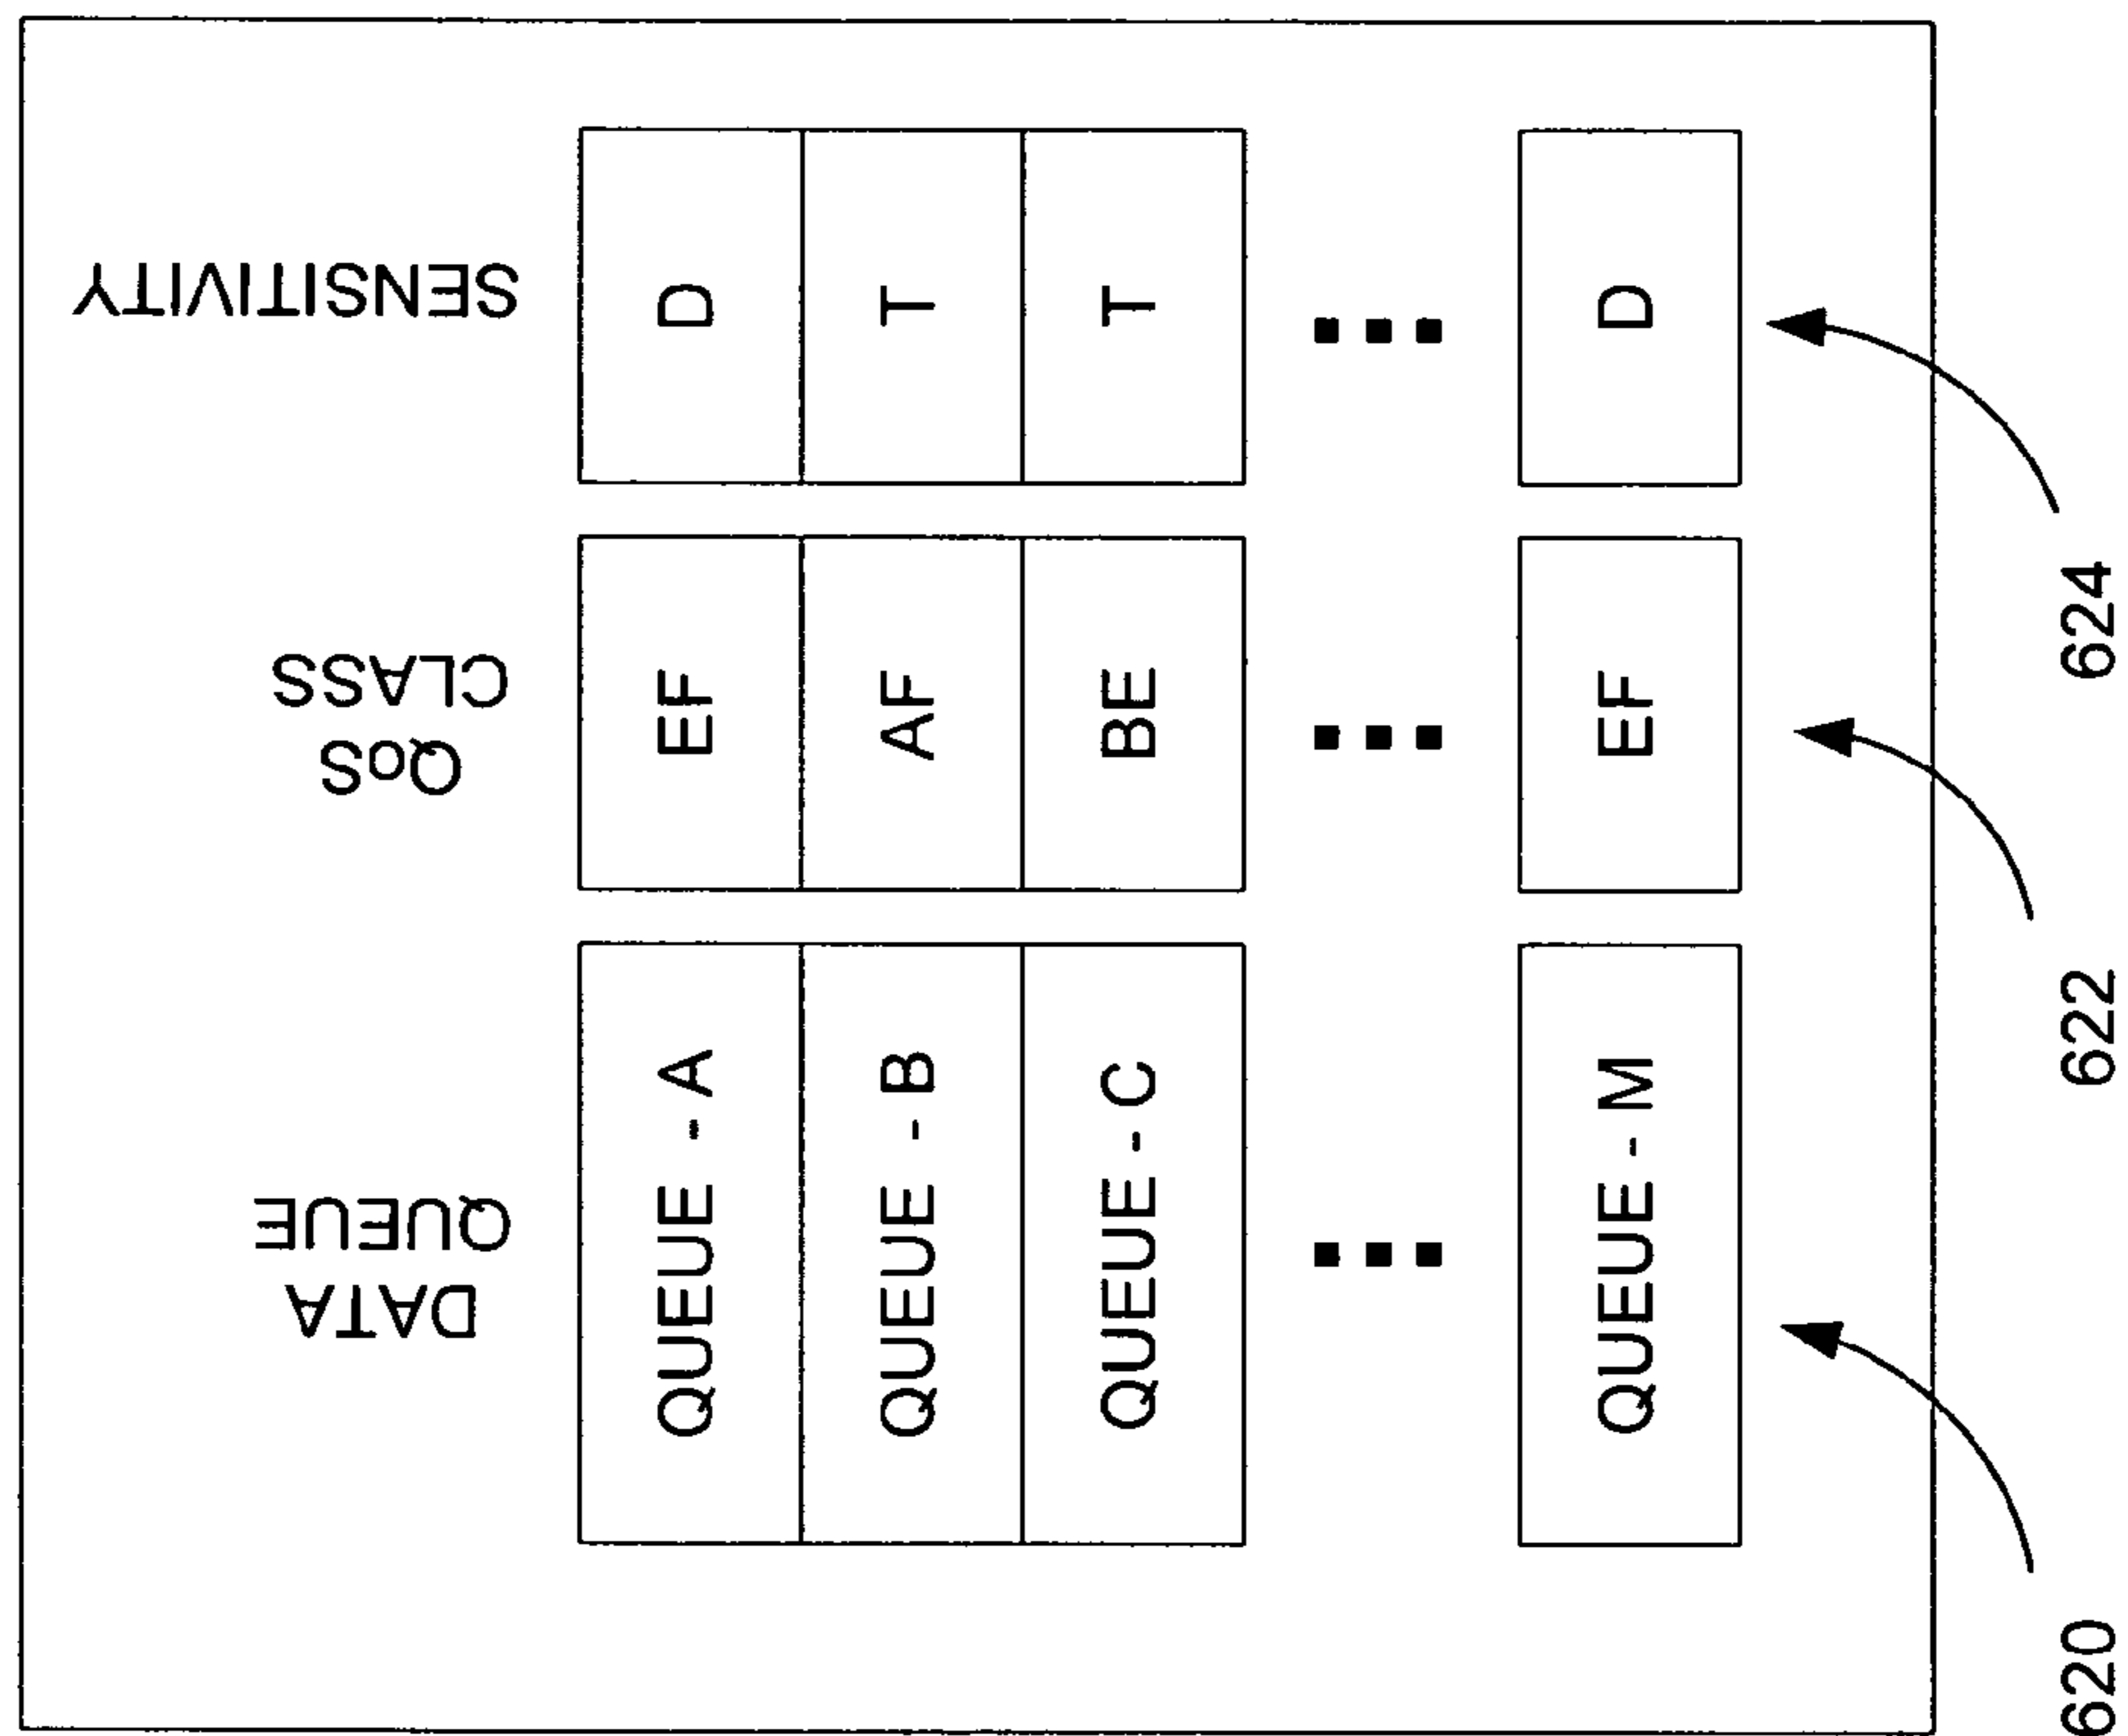 DATA
QUEUE
QoS
CLASS
SENSITIVITY
QUEUE - A
EF
D
QUEUE - B
AF
T
QUEUE - C
BE
T
QUEUE - M
EF
D
620
622
624